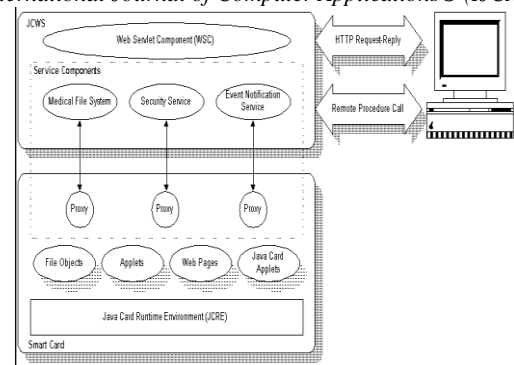 International Journal of Computer Applications
JCWS
Web Servlet Component (WSC)
HTTP Request-Reply
Service Components
Medical File System
Security Service
Event Notification
Service
Remote Procedure Call
Proxy
Proxy
Proxy
File Objects
Applets
Web Pages
Java Card
Applets
Java Card Runtime Environment (JCRE)
Smart Card